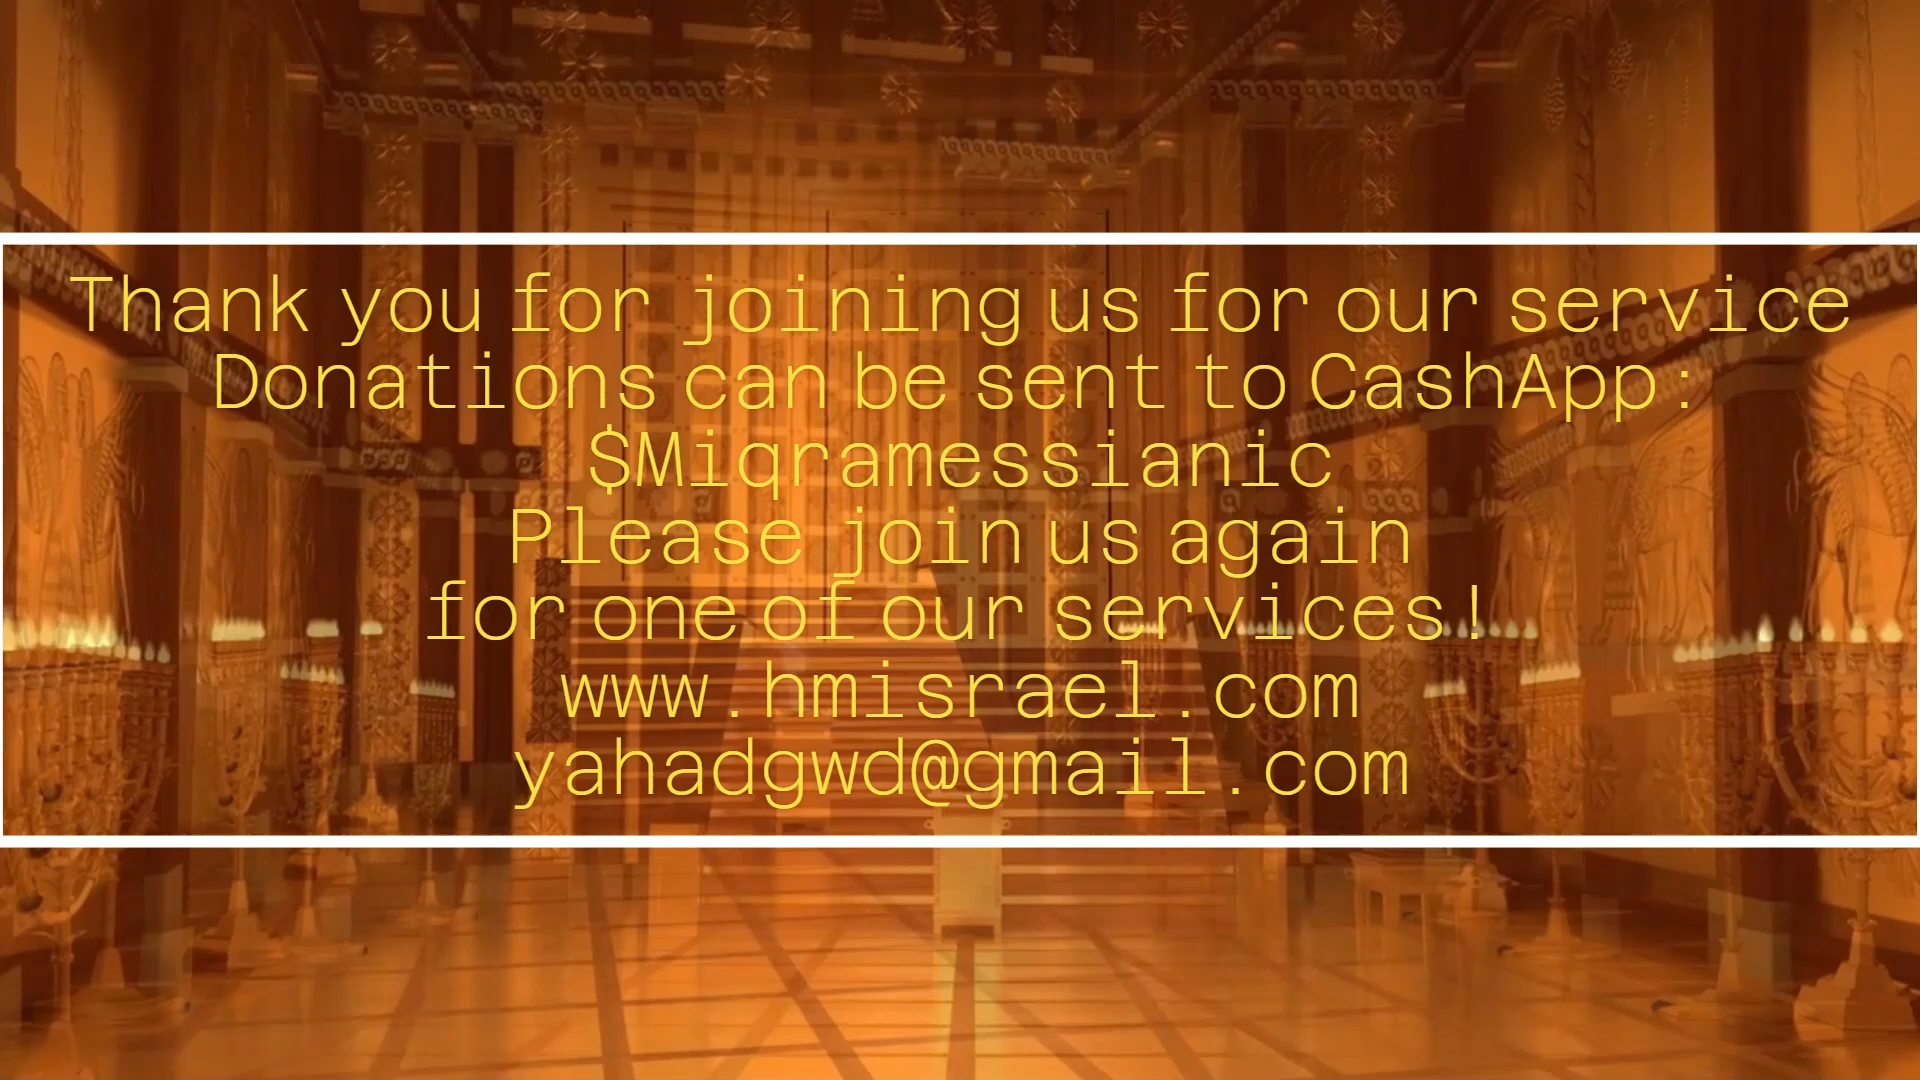 Thank you for joining us for our service
Donations can be sent to CashApp:
$Miqramessianic
Please join us again
for one of our services!
www.hmisrael.com
yahadgwd@gmail.com